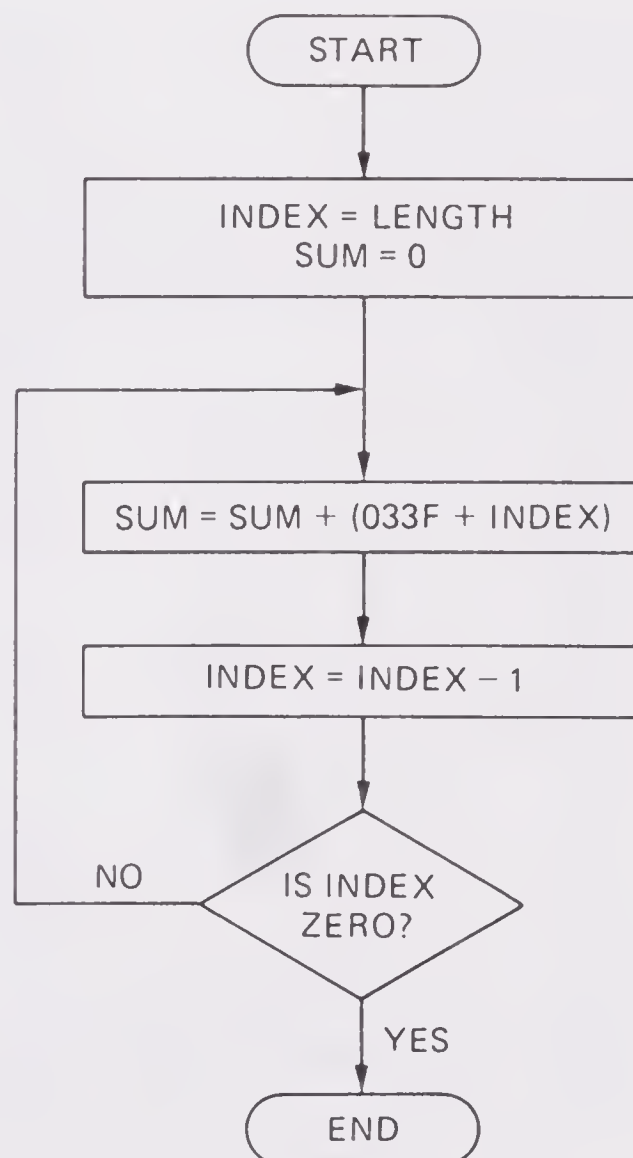 START
INDEX = LENGTH
SUM = 0
SUM = SUM + (033F + INDEX)
INDEX = INDEX − 1
IS INDEX
ZERO?
NO
YES
END